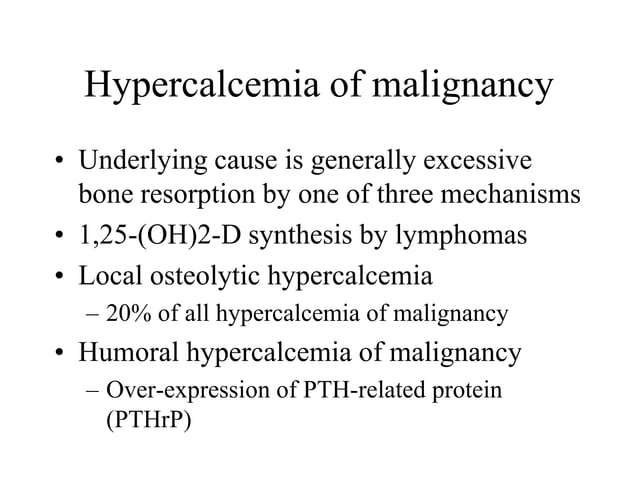 Hypercalcemia of malignancy
• Underlying cause is generally excessive
bone resorption by one of three mechanisms
• 1,25-(OH)2-D synthesis by lymphomas
• Local osteolytic hypercalcemia
– 20% of all hypercalcemia of malignancy
• Humoral hypercalcemia of malignancy
– Over-expression of PTH-related protein
(PTHrP)